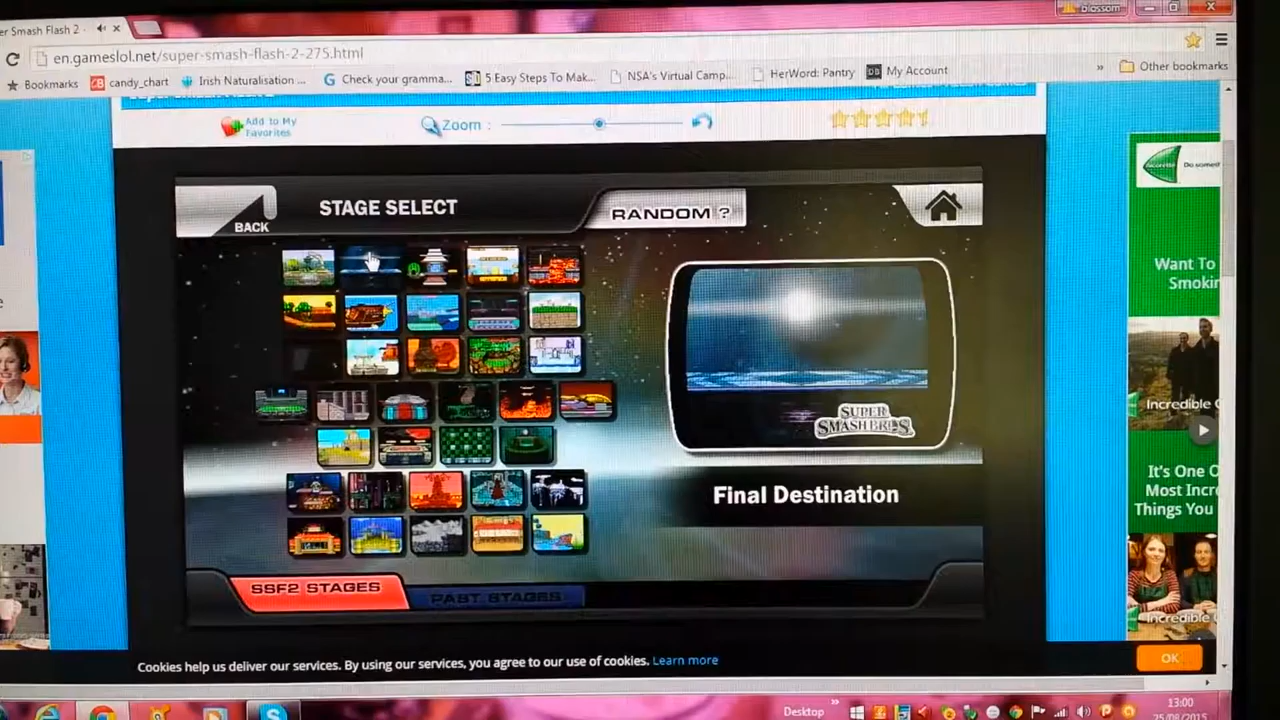 er Smash Flash 2 -
blossom
en.gameslol.net/super-smash-flash-2-275.html
Bookmarks candy_chart Irish Naturalisation ... Check your gramma... 5 Easy Steps To Mak... NSA's Virtual Camp... HerWord: Pantry My Account » Other bookmarks
Add to My
Favorites
Zoom :
BACK
STAGE SELECT
RANDOM ?
SUPER
SMASH BROS
Final Destination
SSF2 STAGES
PAST STAGES
Want To
Smokin
Incredible
It's One O
Most Incre
Things You
Incredible
Cookies help us deliver our services. By using our services, you agree to our use of cookies. Learn more
OK
Desktop »
13:00
25/08/2015